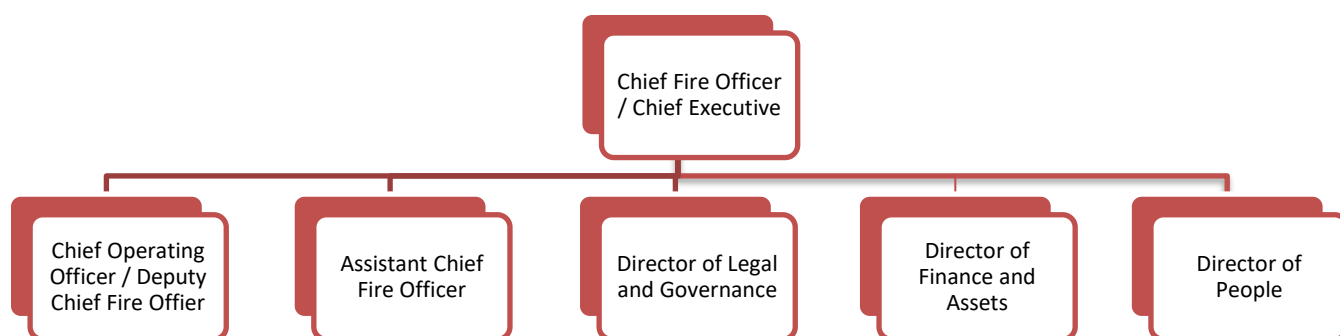 Chief Fire Officer
/ Chief Executive
Chief Operating
Officer / Deputy
Chief Fire Offier
Assistant Chief
Fire Officer
Director of Legal
and Governance
Director of
Finance and
Assets
Director of
People